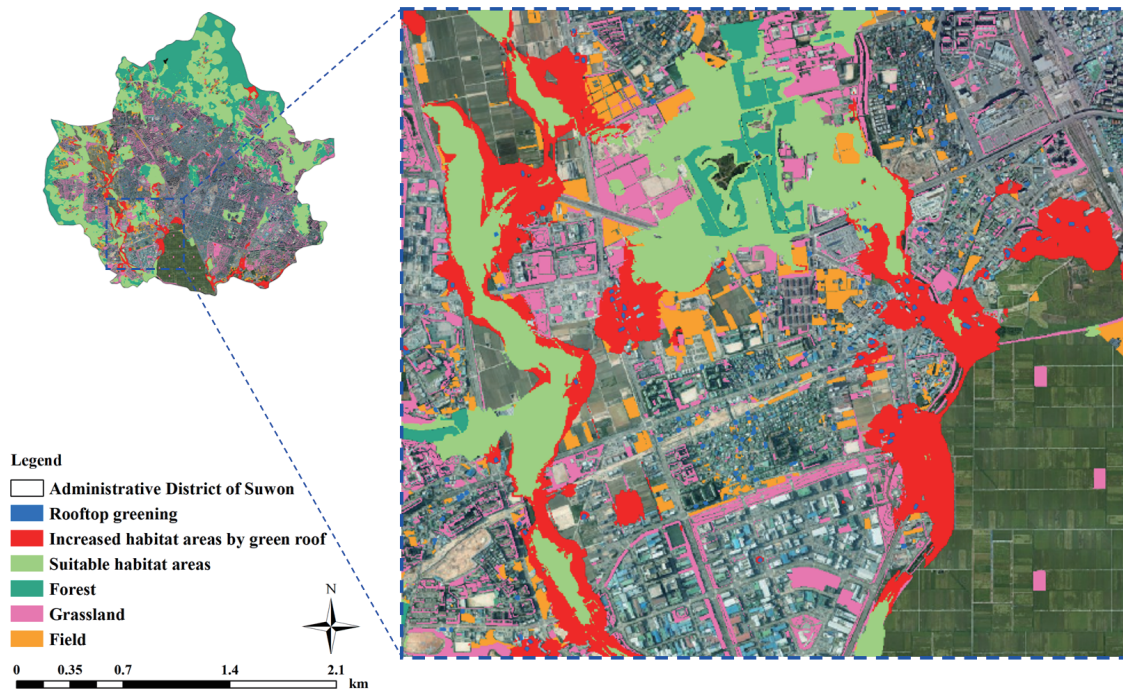 Legend
Administrative District of Suwon
Rooftop greening
Increased habitat areas by green roof
Suitable habitat areas
Forest
Grassland
Field
N
0 0.35 0.7 1.4 2.1
km